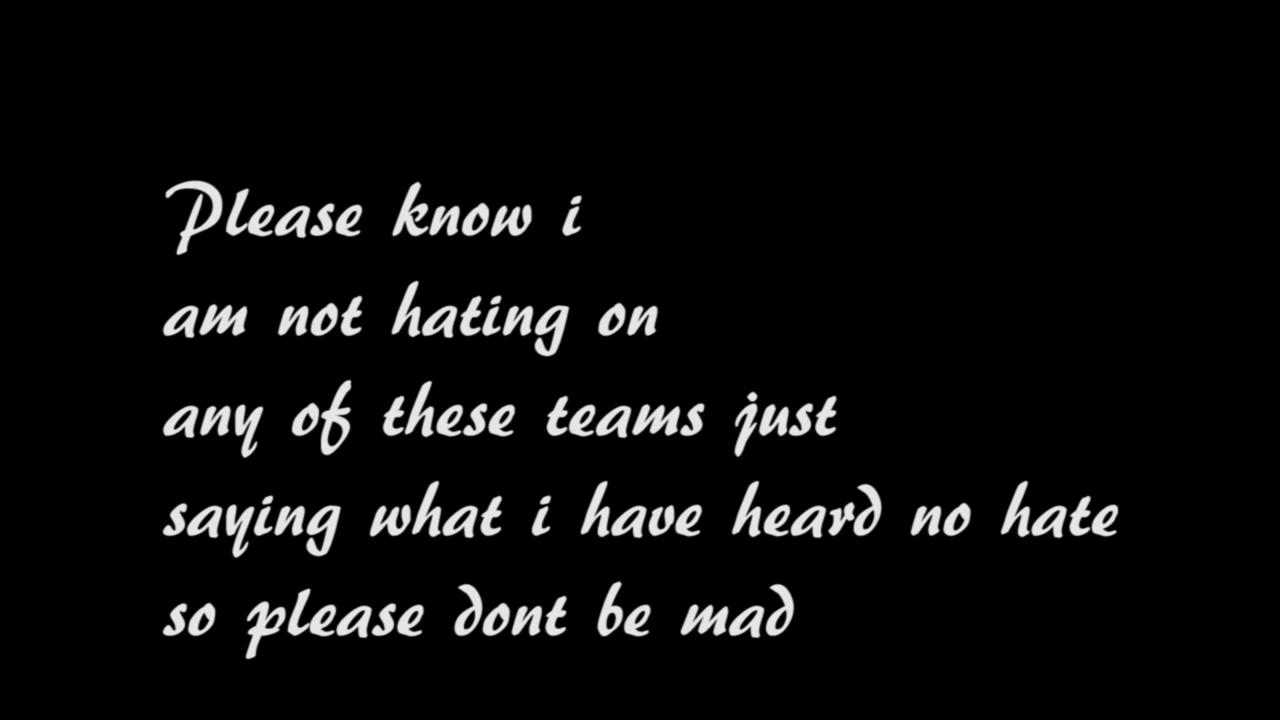 Please know i
am not hating on
any of these teams just
saying what i have heard no hate
so please dont be mad